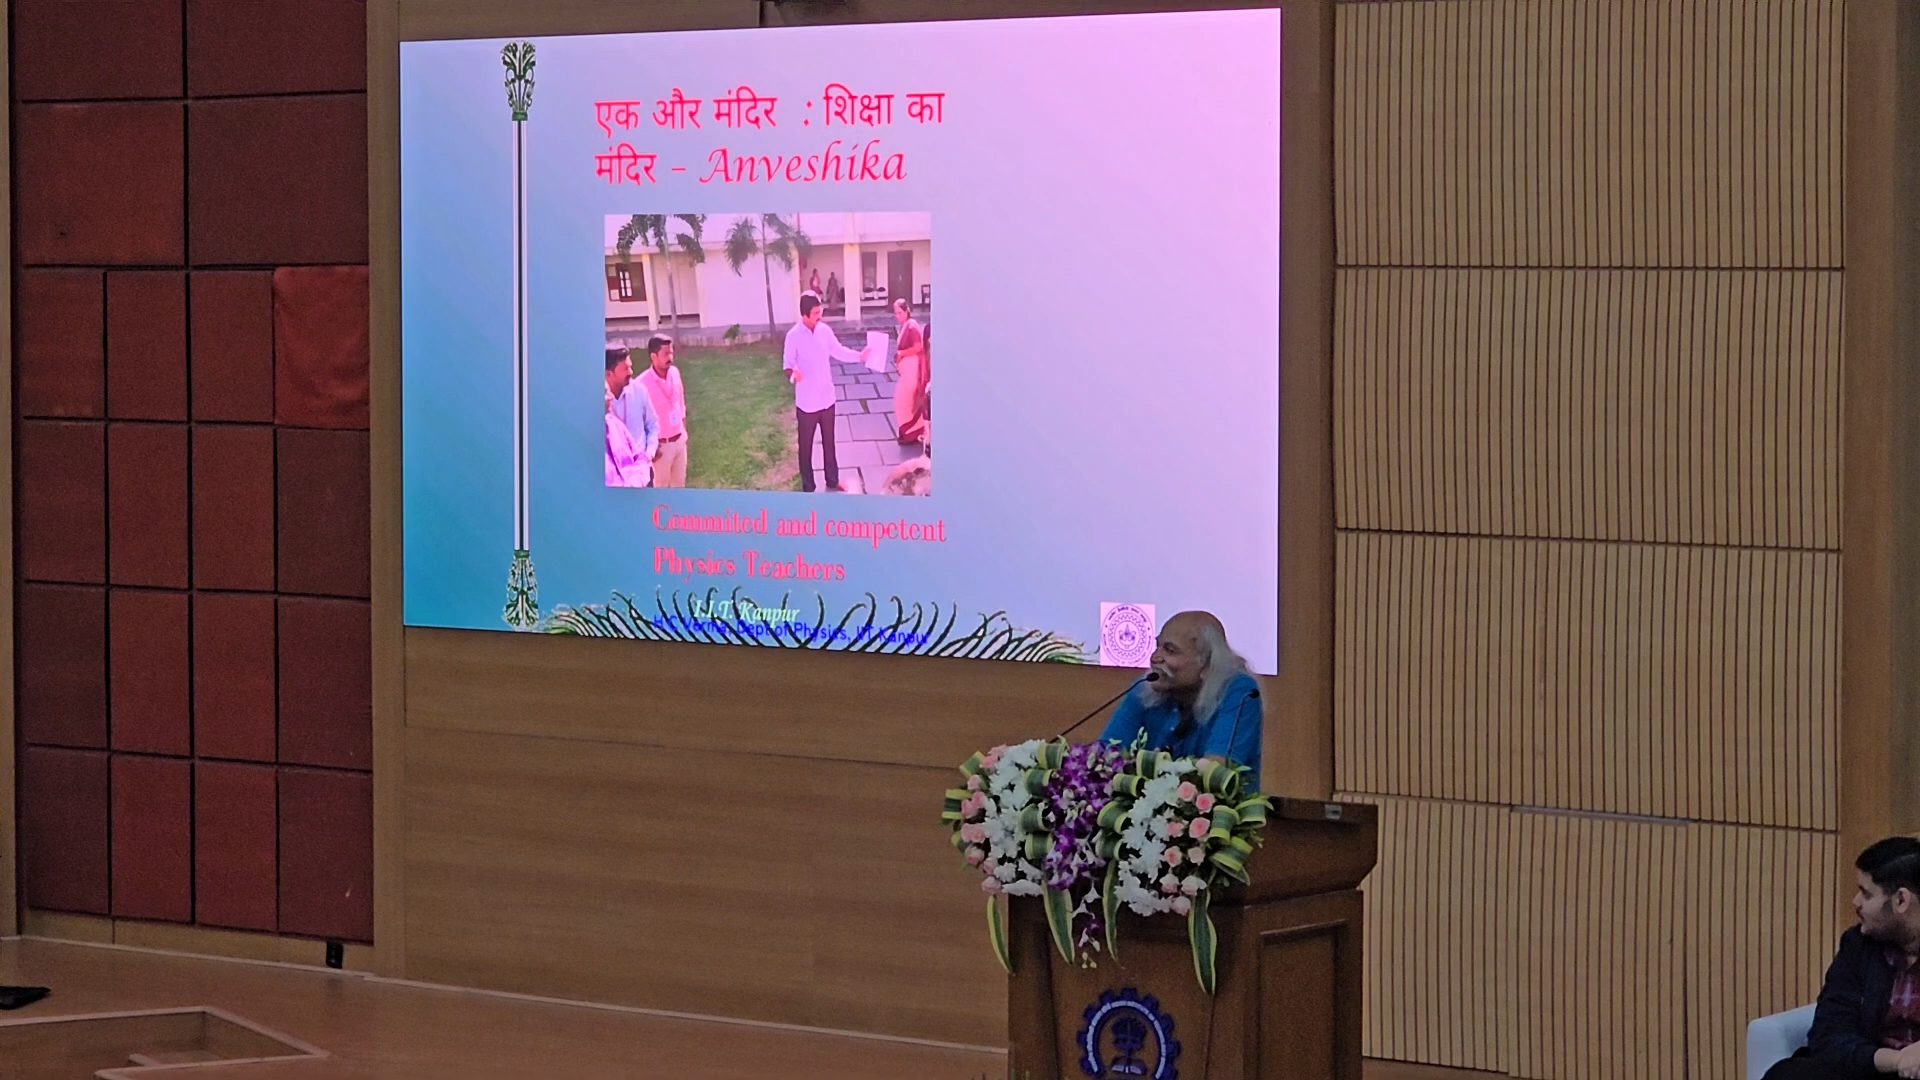 एक और मंदिर : शिक्षा का
मंदिर - Anveshika
Commited and competent
Physics Teachers
I.I.T. Kanpur
H C Verma, Dept of Physics, IIT Kanpur